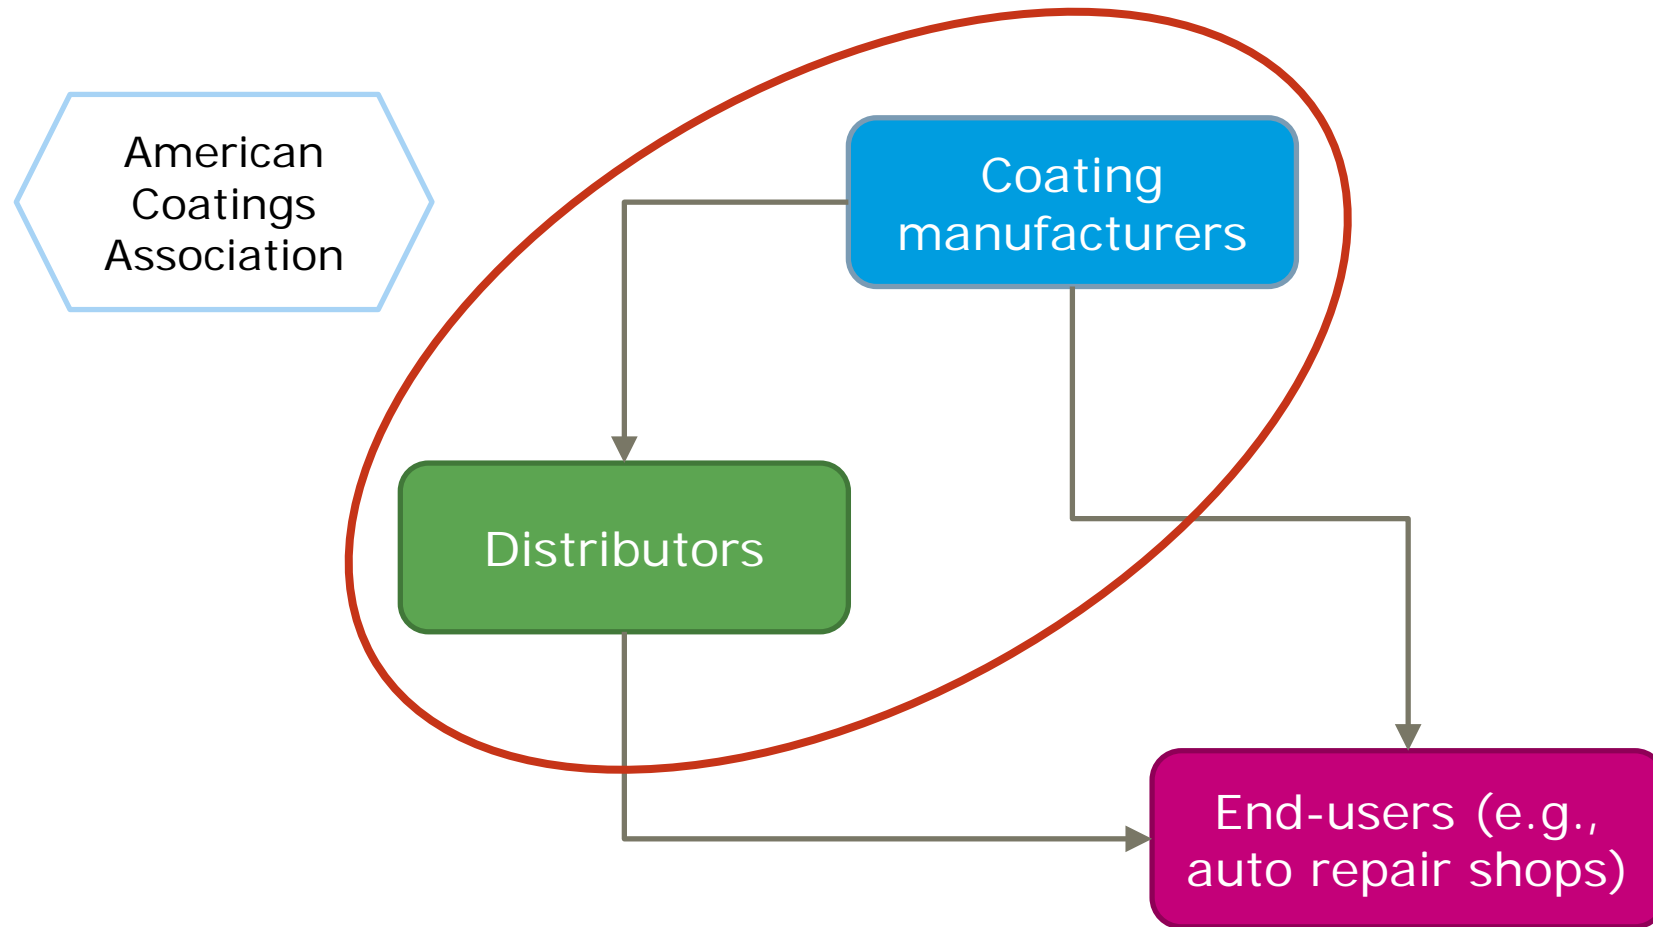 American
Coatings
Association
Coating
manufacturers
Distributors
End-users (e.g.,
auto repair shops)